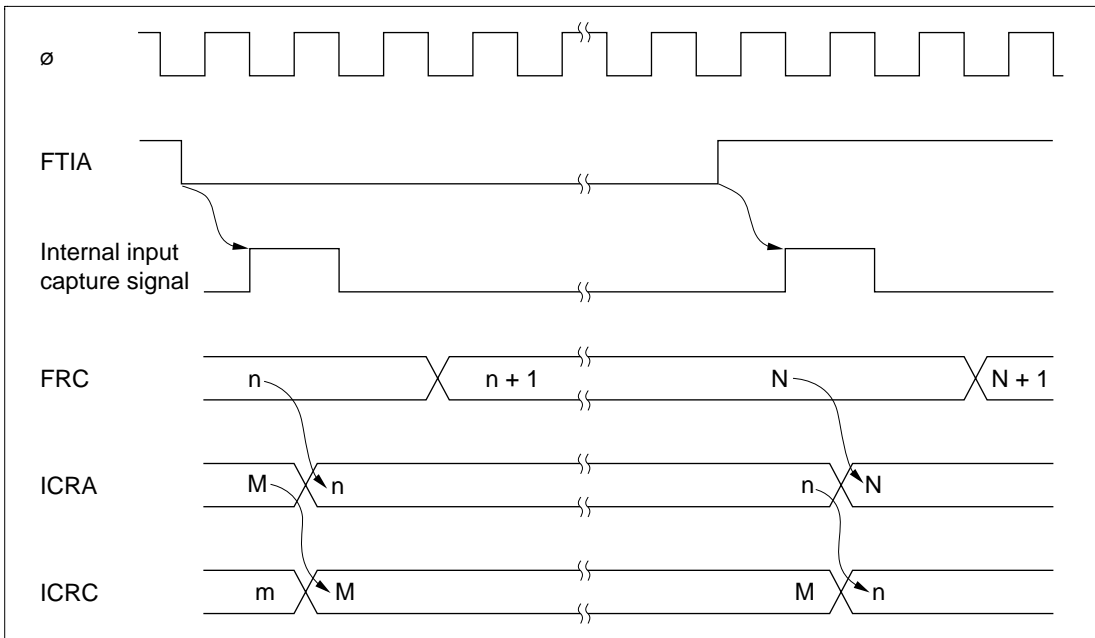 ø
FTIA
Internal input
capture signal
FRC n n + 1 N N + 1
ICRA M n n N
ICRC m M M n